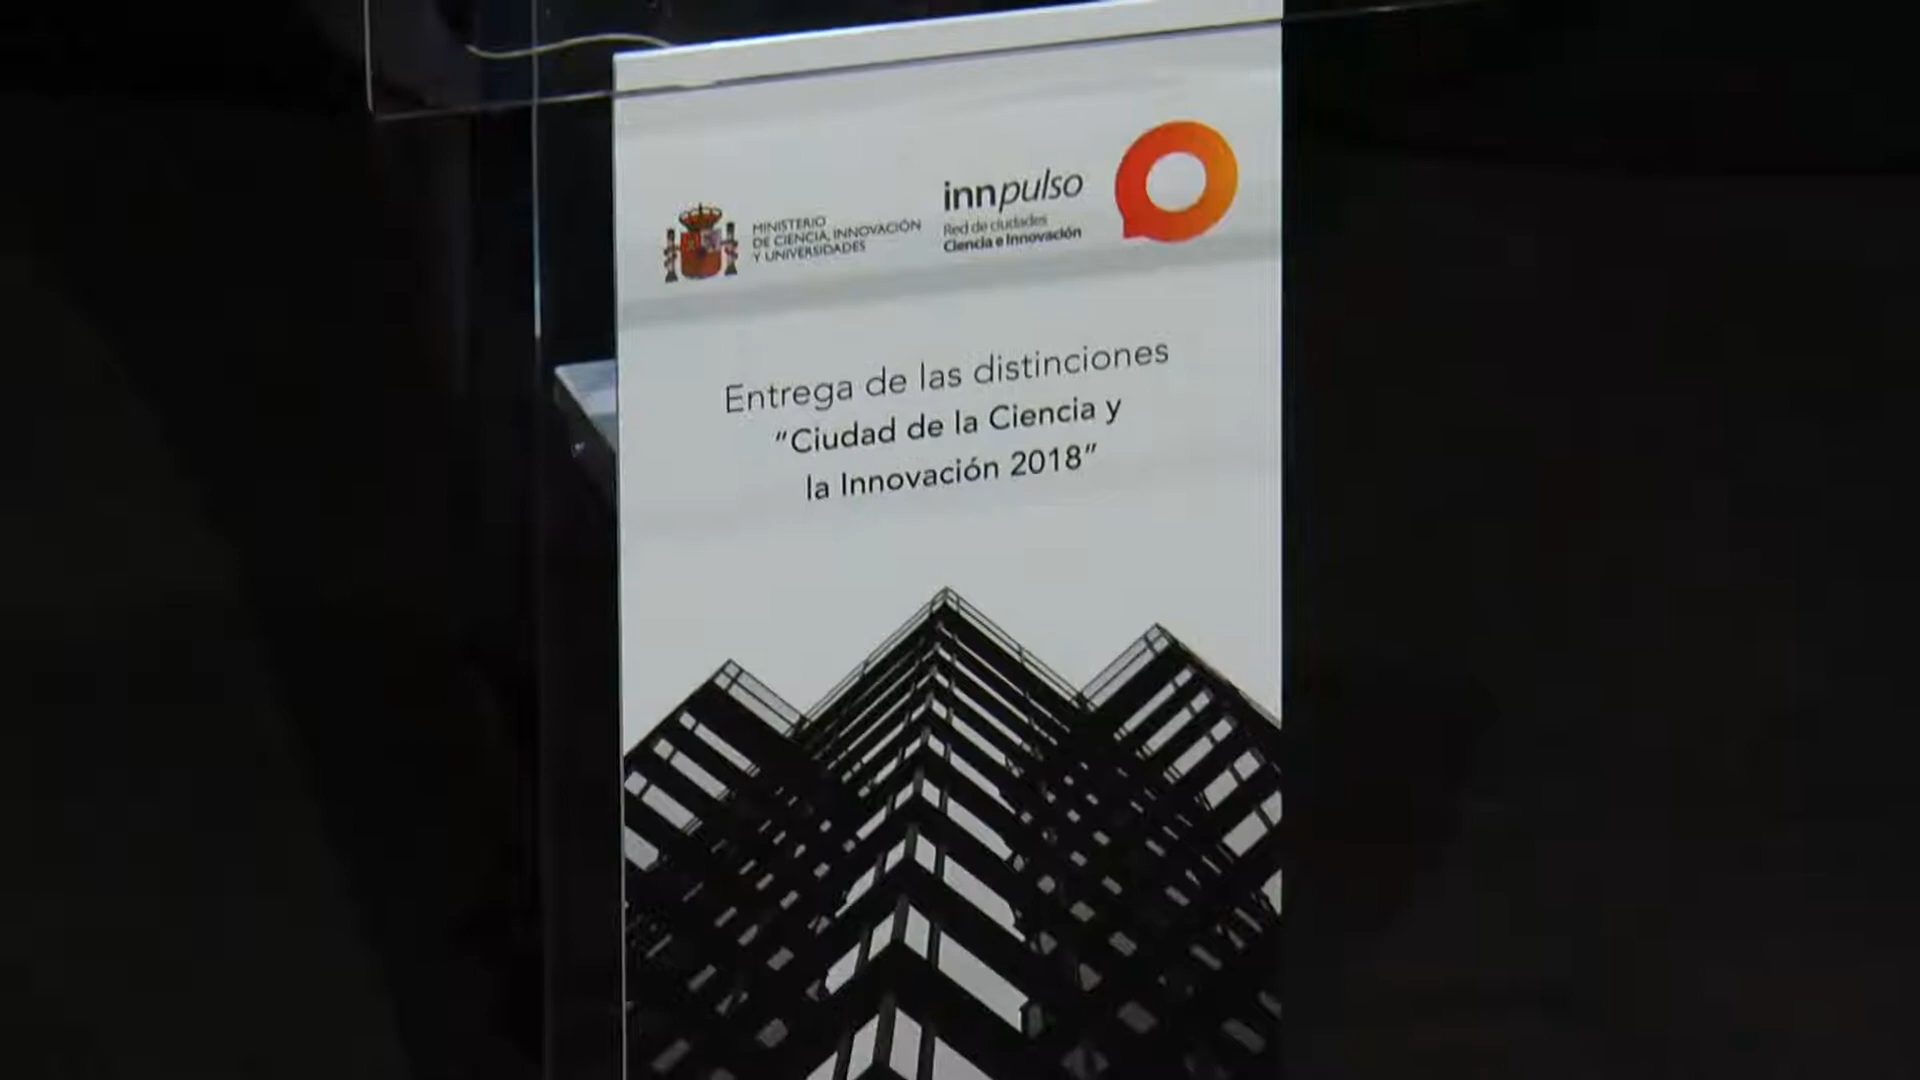 MINISTERIO
DE CIENCIA, INNOVACIÓN
Y UNIVERSIDADES
innpulso
Red de ciudades
Ciencia e Innovación
Entrega de las distinciones
“Ciudad de la Ciencia y
la Innovación 2018”